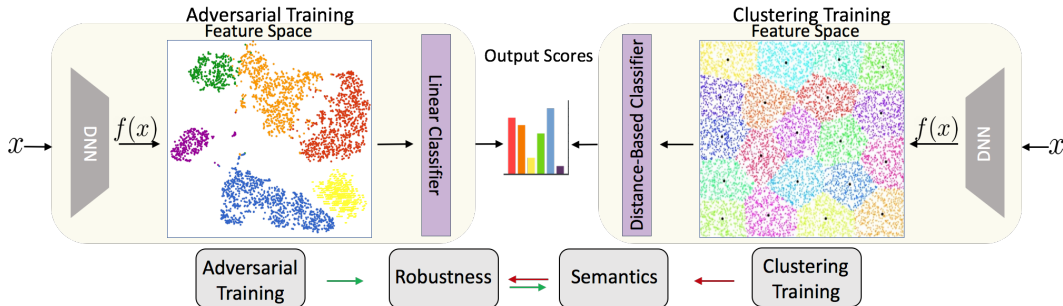 Adversarial Training
Feature Space
x
DNN
f(x)
Linear Classifier
Output Scores
Clustering Training
Feature Space
Distance-Based Classifier
f(x)
DNN
x
Adversarial
Training
Robustness
Semantics
Clustering
Training